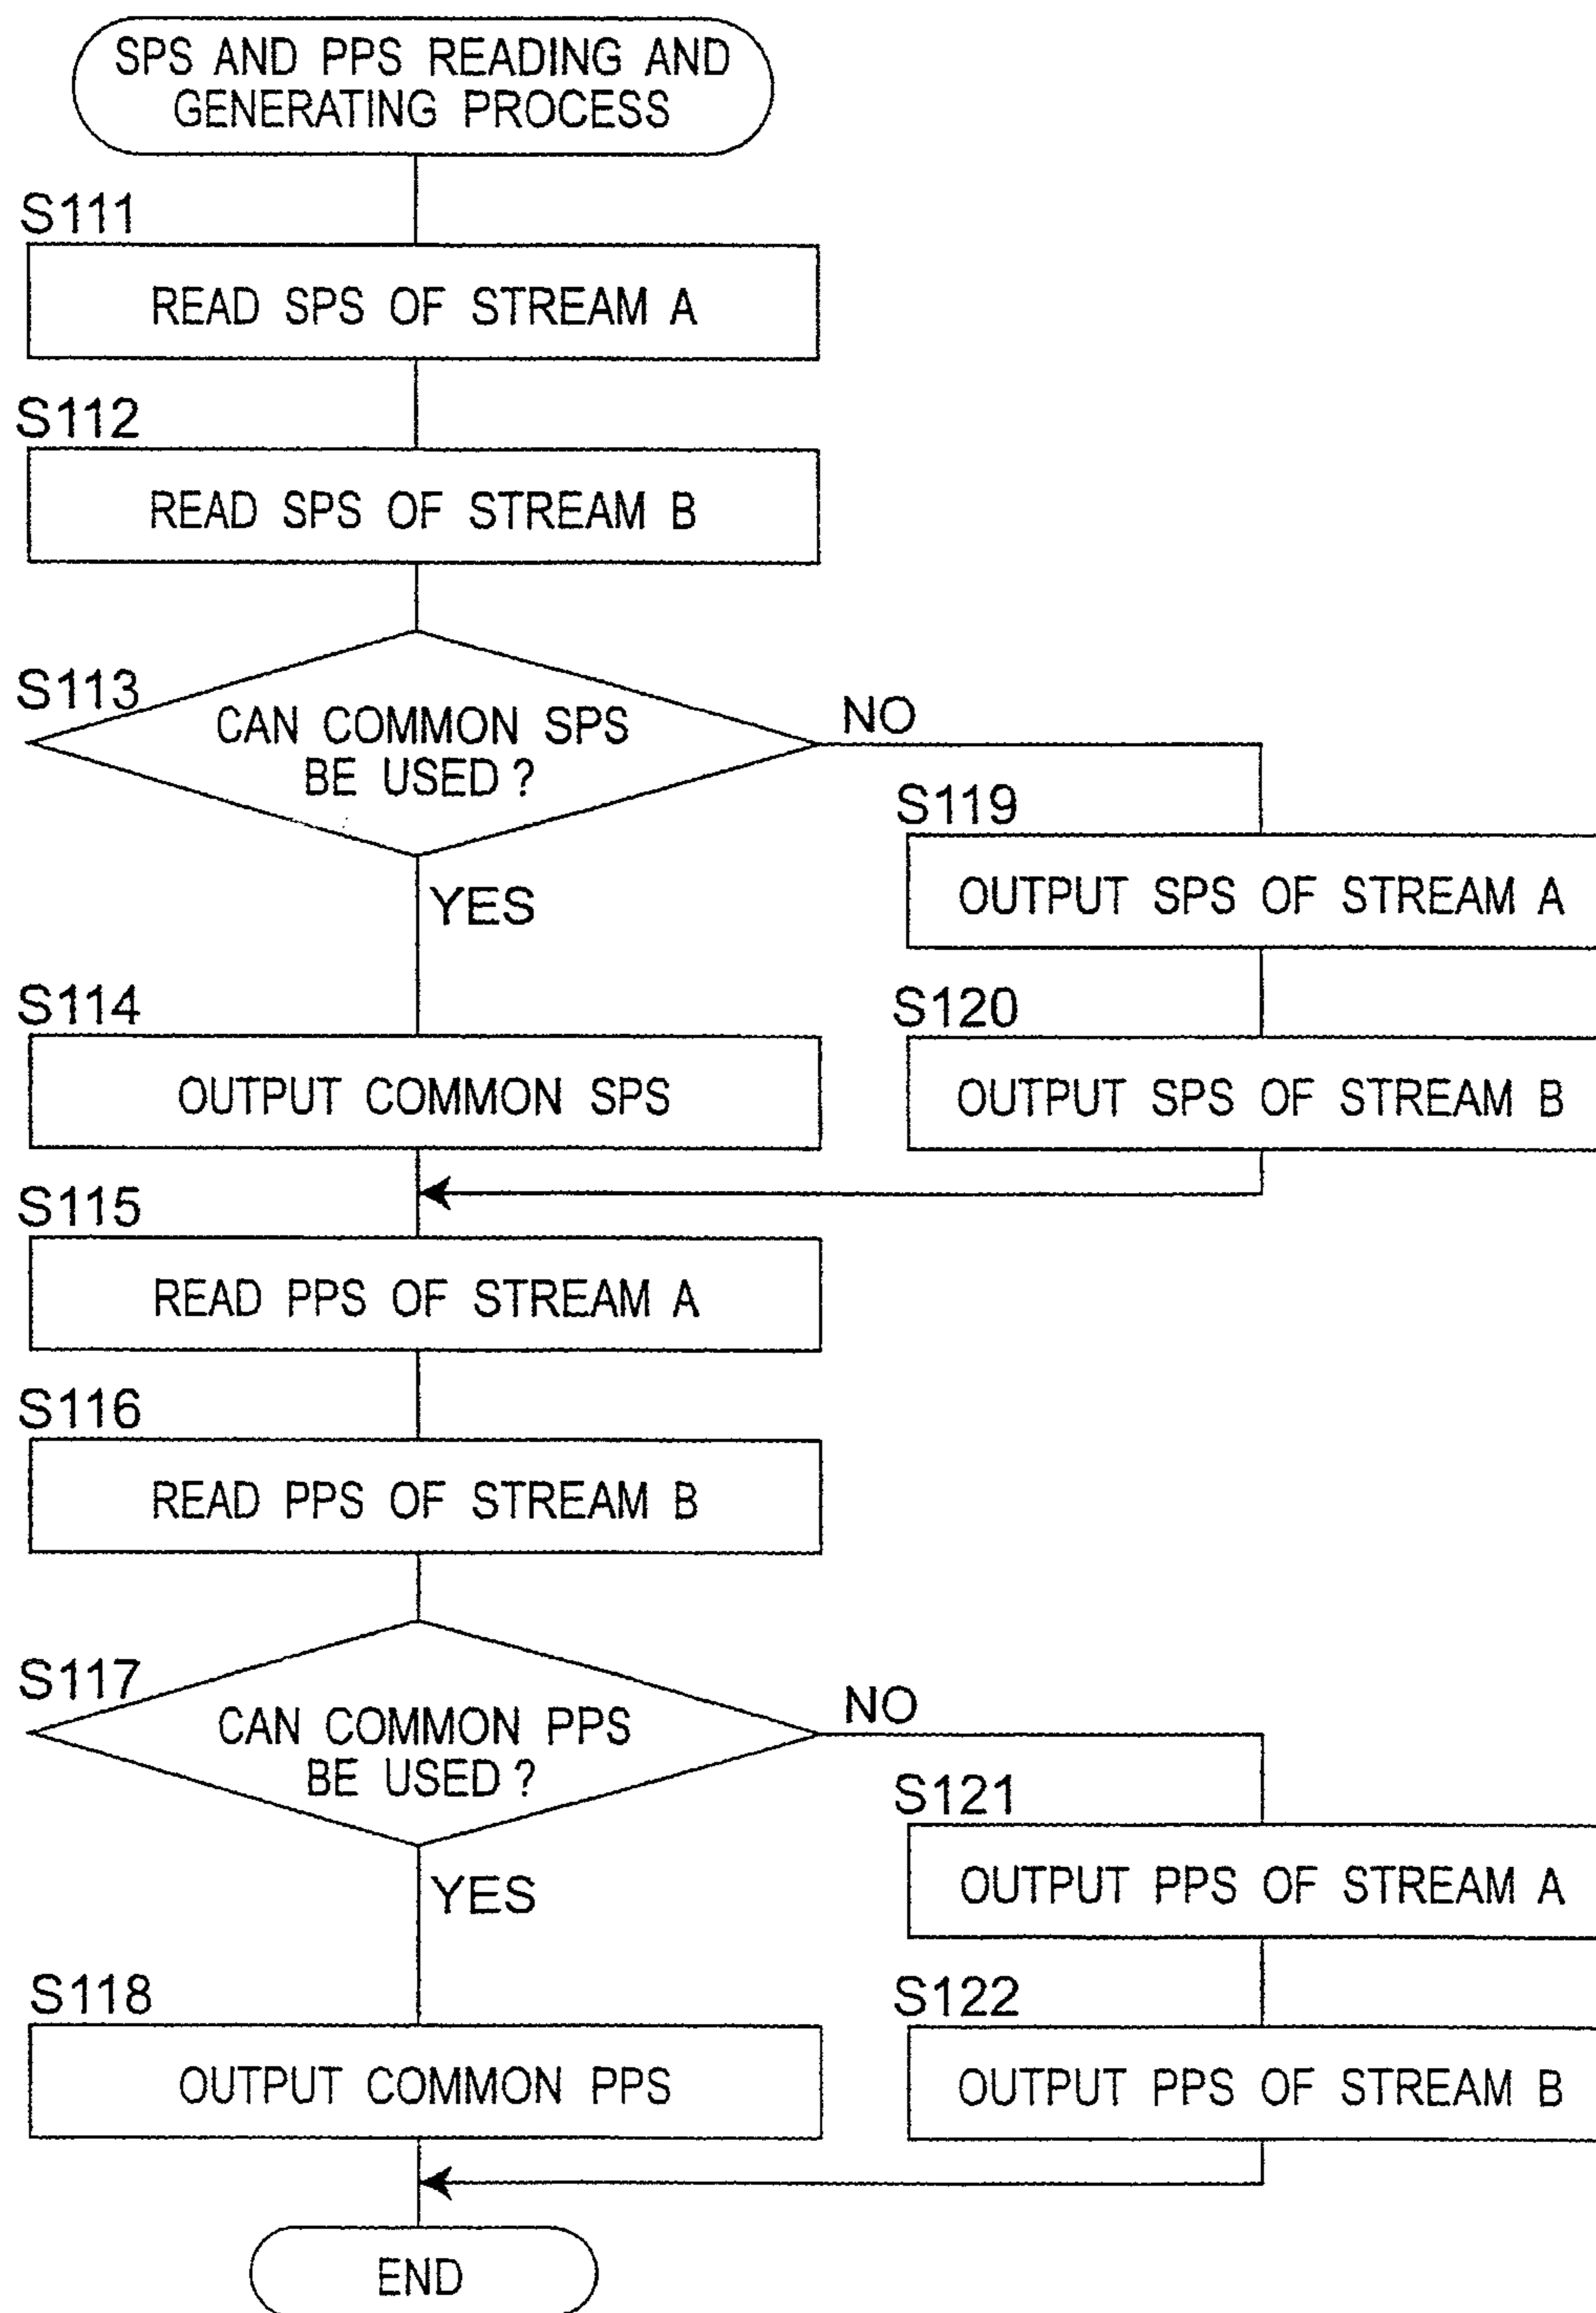 SPS AND PPS READING AND
GENERATING PROCESS
S111
READ SPS OF STREAM A
S112
READ SPS OF STREAM B
S113
CAN COMMON SPS
BE USED ?
NO
YES
S119
OUTPUT SPS OF STREAM A
S114
OUTPUT COMMON SPS
S120
OUTPUT SPS OF STREAM B
S115
READ PPS OF STREAM A
S116
READ PPS OF STREAM B
S117
CAN COMMON PPS
BE USED ?
NO
YES
S121
OUTPUT PPS OF STREAM A
S118
OUTPUT COMMON PPS
S122
OUTPUT PPS OF STREAM B
END